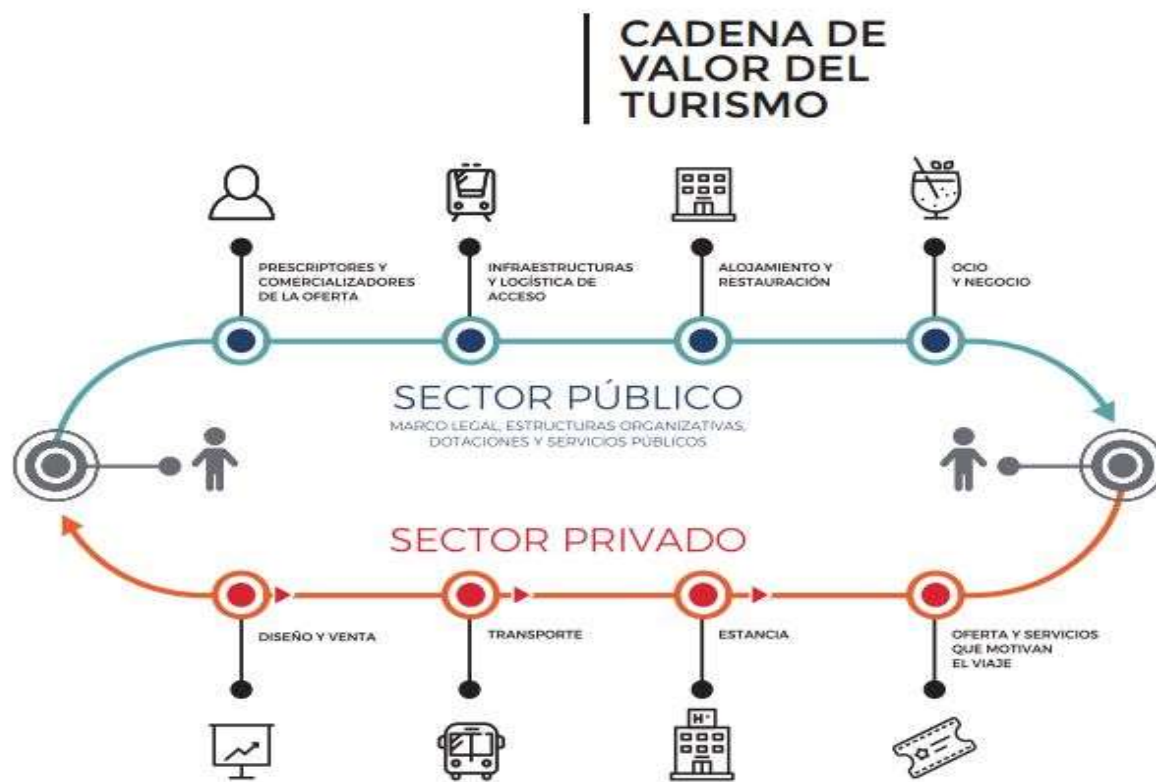 CADENA DE
VALOR DEL
TURISMO
PRESCRIPTORES Y
COMERCIALIZADORES
DE LA OFERTA
INFRAESTRUCTURAS
Y LOGÍSTICA DE
ACCESO
ALOJAMIENTO Y
RESTAURACIÓN
OCIO
Y NEGOCIO
SECTOR PÚBLICO
MARCO LEGAL, ESTRUCTURAS ORGANIZATIVAS,
DOTACIONES Y SERVICIOS PÚBLICOS
SECTOR PRIVADO
DISEÑO Y VENTA
TRANSPORTE
ESTANCIA
OFERTA Y SERVICIOS
QUE MOTIVAN
EL VIAJE
H*